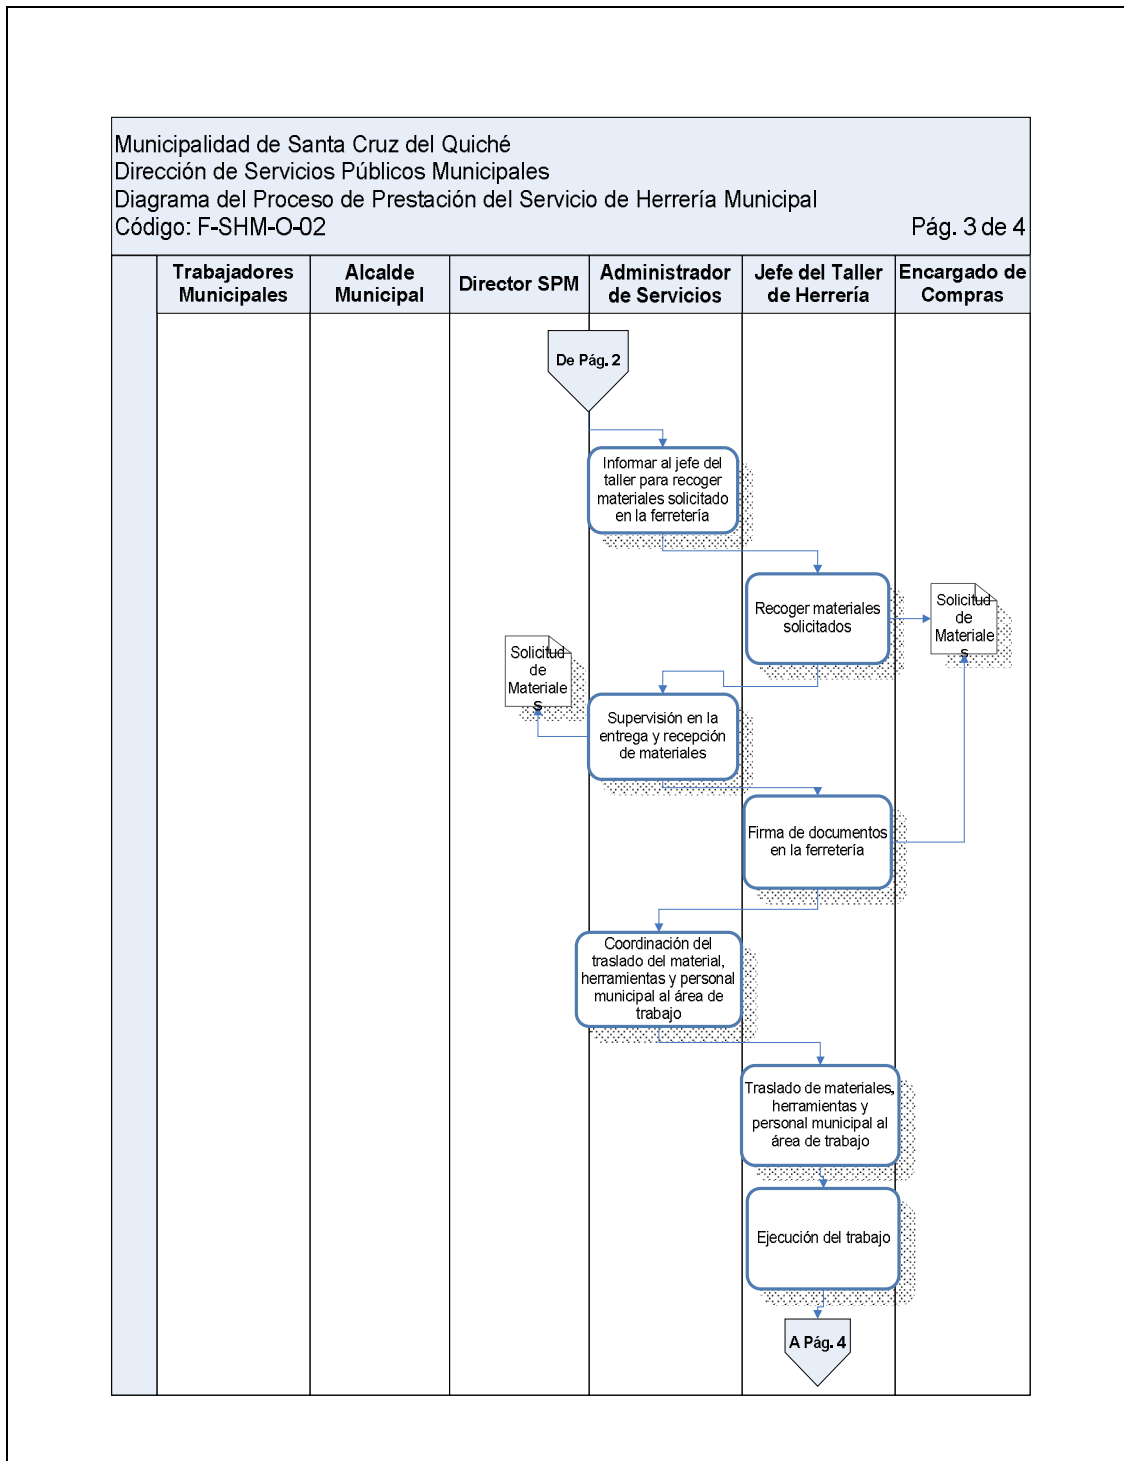 Municipalidad de Santa Cruz del Quiché
Dirección de Servicios Públicos Municipales
Diagrama del Proceso de Prestación del Servicio de Herrería Municipal
Código: F-SHM-O-02
Pág. 3 de 4
Trabajadores
Municipales
Alcalde
Municipal
Director SPM
Administrador
de Servicios
Jefe del Taller
de Herrería
Encargado de
Compras
De Pág. 2
Informar al jefe del
taller para recoger
materiales solicitado
en la ferretería
Recoger materiales
solicitados
Solicitud
de
Materiale
s
Solicitud
de
Materiale
s
Supervisión en la
entrega y recepción
de materiales
Firma de documentos
en la ferretería
Coordinación del
traslado del material,
herramientas y personal
municipal al área de
trabajo
Traslado de materiales,
herramientas y
personal municipal al
área de trabajo
Ejecución del trabajo
A Pág. 4